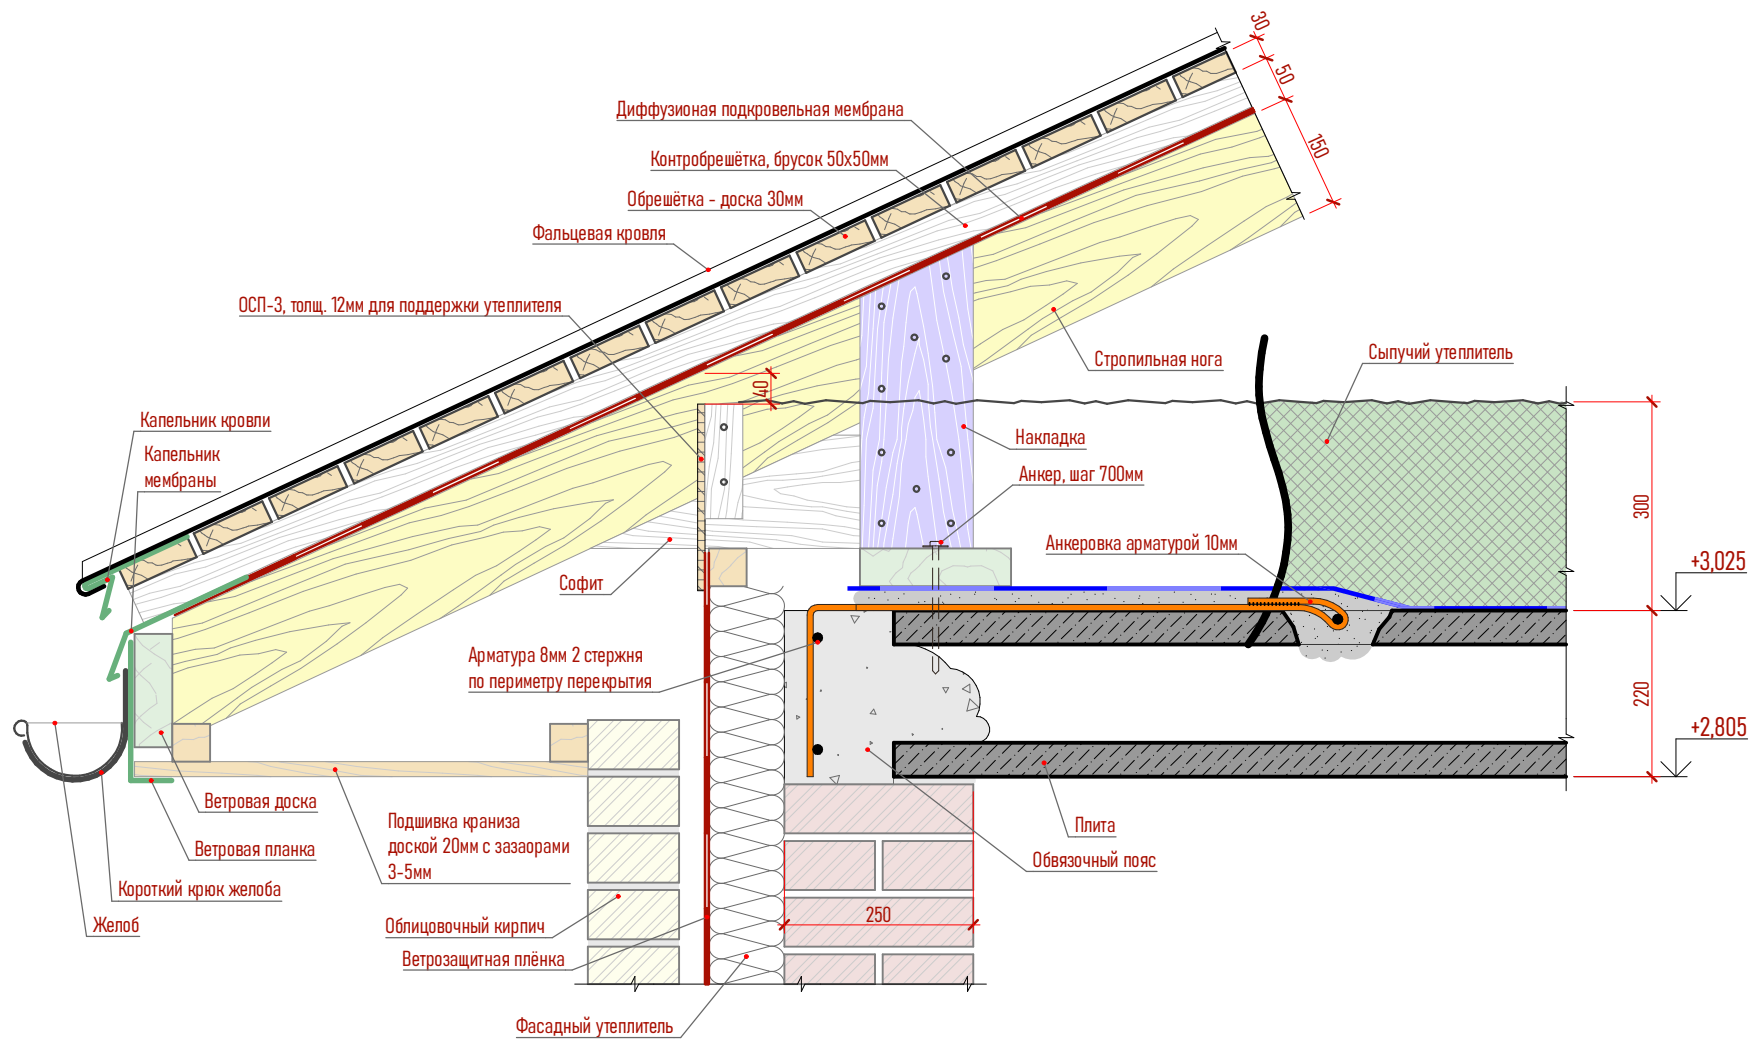 30
50
150
Диффузионая подкровельная мембрана
Контробрешётка, брусок 50х50мм
Обрешётка - доска 30мм
Фальцевая кровля
ОСП-3, толщ. 12мм для поддержки утеплителя
Стропильная нога
Сыпучий утеплитель
40
Капельник кровли
Капельник
мембраны
Накладка
Анкер, шаг 700мм
Анкеровка арматурой 10мм
300
+3,025
Софит
Арматура 8мм 2 стержня
по периметру перекрытия
220
+2,805
Ветровая доска
Подшивка краниза
доской 20мм с зазаорами
3-5мм
Плита
Ветровая планка
Обвязочный пояс
Короткий крюк желоба
Желоб
250
Облицовочный кирпич
Ветрозащитная плёнка
Фасадный утеплитель